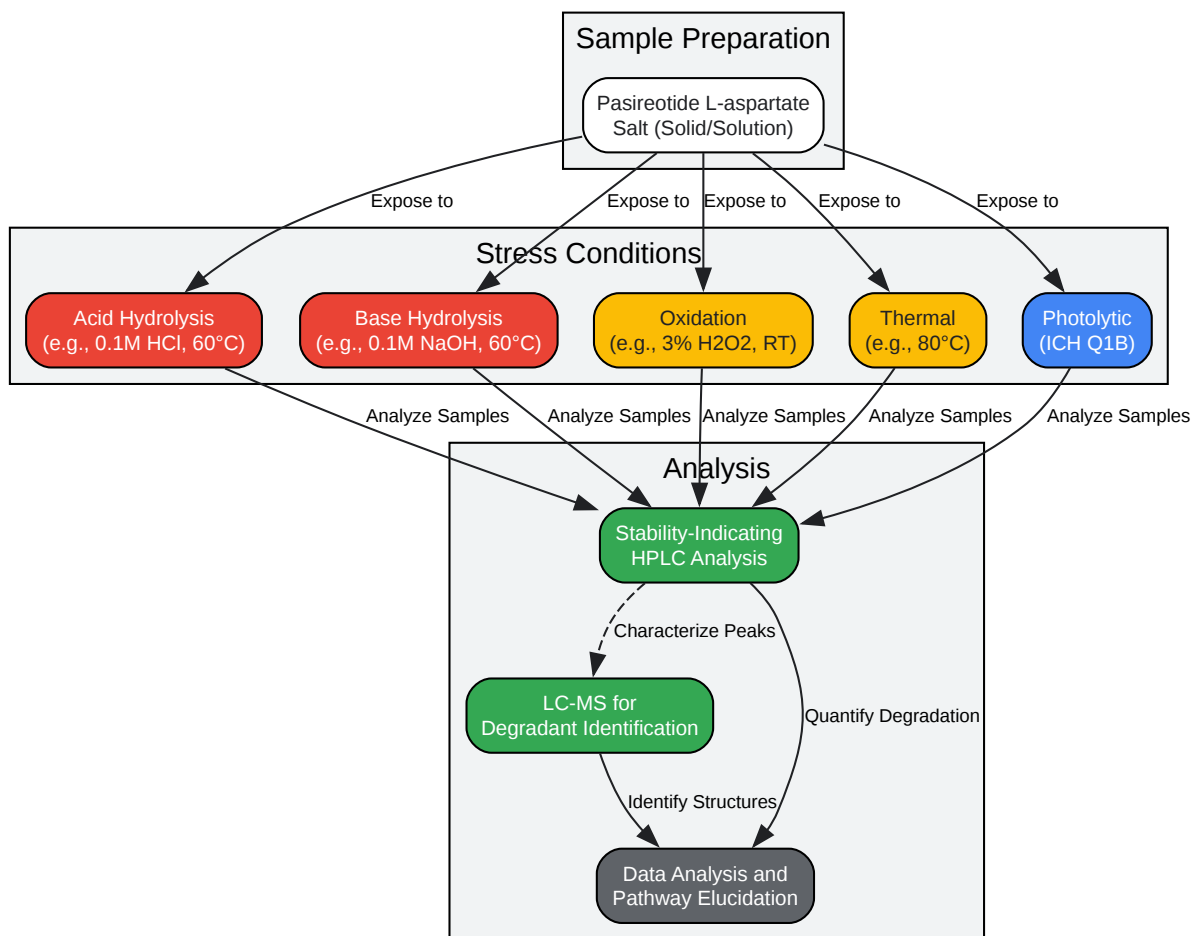 Sample Preparation
Pasireotide L-aspartate
Salt (Solid/Solution)
Expose to
Expose to
Expose to
Expose to
Expose to
Stress Conditions
Acid Hydrolysis
(e.g., 0.1M HCl, 60°C)
Base Hydrolysis
(e.g., 0.1M NaOH, 60°C)
Oxidation
(e.g., 3% H2O2, RT)
Thermal
(e.g., 80°C)
Photolytic
(ICH Q1B)
Analyze Samples
Analyze Samples
Analyze Samples
Analyze Samples
Analyze Samples
Analysis
Stability-Indicating
HPLC Analysis
Characterize Peaks
LC-MS for
Degradant Identification
Quantify Degradation
Identify Structures
Data Analysis and
Pathway Elucidation